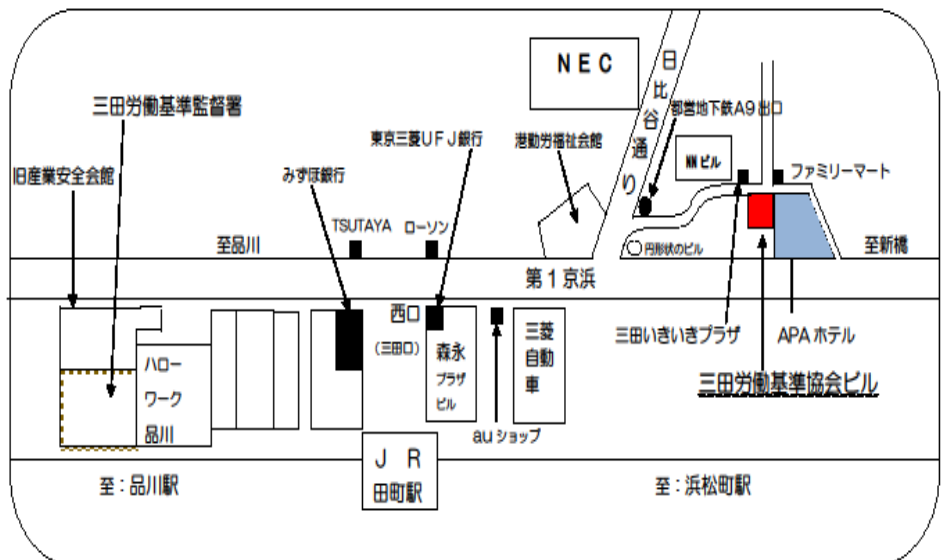 NEC
日比谷通り
三田労働基準監督署
東京三菱UFJ銀行
港勤労福祉会館
都営地下鉄A9出口
NNビル
ファミリーマート
旧産業安全会館
みずほ銀行
TSUTAYA
ローソン
至品川
円形状のビル
至新橋
第1京浜
西口
(三田口)
森永
プラザ
ビル
三菱
自動
車
三田いきいきプラザ
APAホテル
ハロー
ワーク
品川
三田労働基準協会ビル
auショップ
JR
田町駅
至:品川駅
至:浜松町駅